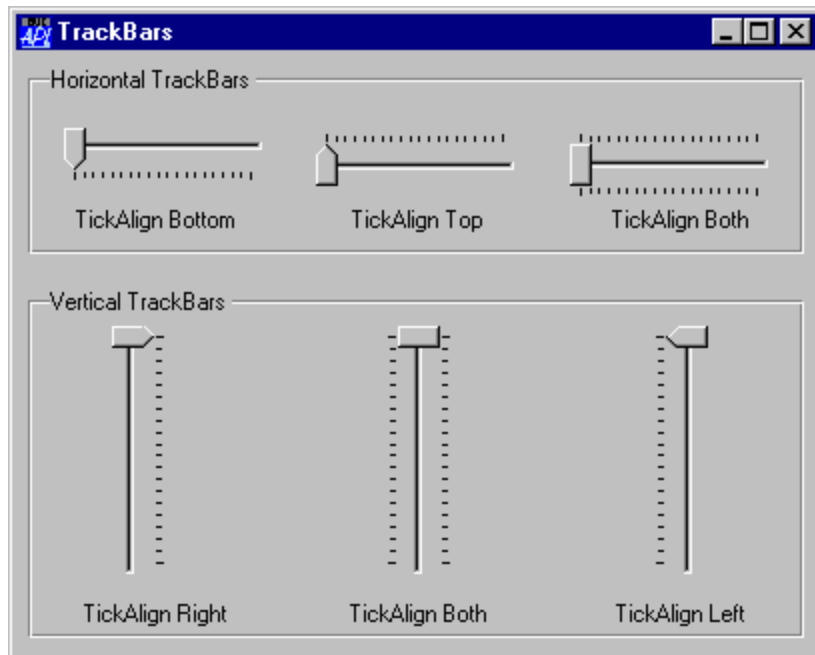 TrackBars
Horizontal TrackBars
TickAlign Bottom
TickAlign Top
TickAlign Both
Vertical TrackBars
TickAlign Right
TickAlign Both
TickAlign Left